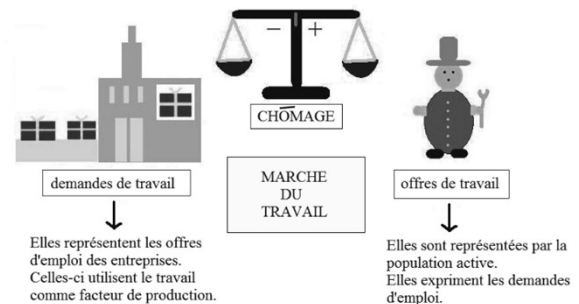 − +
CHŌMAGE
demandes de travail
MARCHE
DU
TRAVAIL
offres de travail
Elles représentent les offres
d'emploi des entreprises.
Celles-ci utilisent le travail
comme facteur de production.
Elles sont représentées par la
population active.
Elles expriment les demandes
d'emploi.